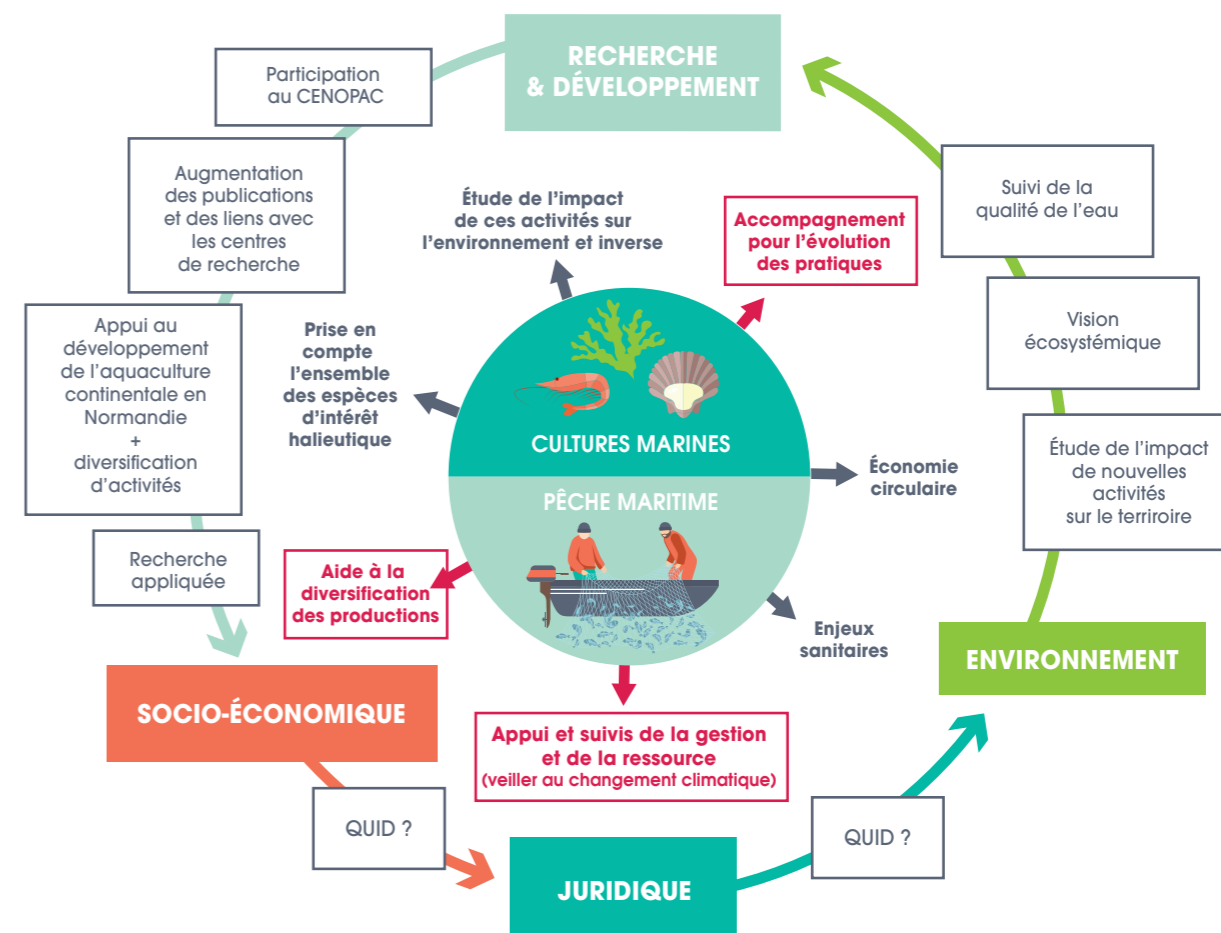 RECHERCHE
& DÉVELOPPEMENT
Participation
au CENOPAC
Augmentation
des publications
et des liens avec
les centres
de recherche
Appui au
développement
de l'aquaculture
continentale en
Normandie
+
diversification
d'activités
Recherche
appliquée
Étude de l'impact
de ces activités sur
l'environnement et inverse
Accompagnement
pour l'évolution
des pratiques
Prise en
compte
l'ensemble
des espèces
d'intérêt
halieutique
CULTURES MARINES
PÊCHE MARITIME
Économie
circulaire
Aide à la
diversification
des productions
Enjeux
sanitaires
Appui et suivis de la gestion
et de la ressource
(veiller au changement climatique)
Suivi de la
qualité de l'eau
Vision
écosystémique
Étude de l'impact
de nouvelles
activités
sur le terriroire
ENVIRONNEMENT
SOCIO-ÉCONOMIQUE
QUID ?
JURIDIQUE
QUID ?